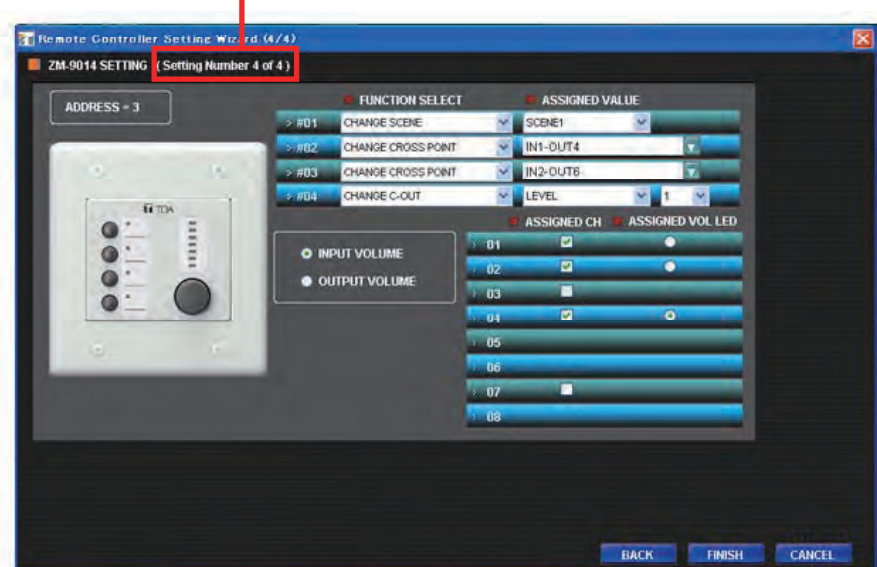 Remote Controller Setting Wizard (4/4)
ZM-9014 SETTING ( Setting Number 4 of 4 )
ADDRESS = 3
FUNCTION SELECT ASSIGNED VALUE
> #01 CHANGE SCENE SCENE1
> #02 CHANGE CROSS POINT IN1-OUT4
> #03 CHANGE CROSS POINT IN2-OUT6
> #04 CHANGE C-OUT LEVEL 1
TOA
ASSIGNED CH ASSIGNED VOL LED
INPUT VOLUME
OUTPUT VOLUME
> 01
> 02
> 03
> 04
> 05
> 06
> 07
> 08
BACK FINISH CANCEL